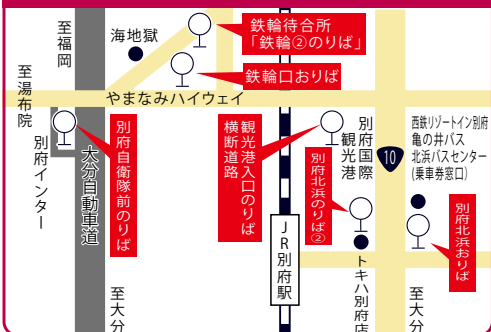 至福岡
海地獄
鉄輪待合所
「鉄輪②のりば」
鉄輪口おりば
至湯布院
やまなみハイウェイ
別府インター
別府自衛隊前のりば
大分自動車道
観光港入口のりば
横断道路
別府国際
観光港
10
西鉄リゾートイン別府
亀の井バス
北浜バスセンター
(乗車券窓口)
別府北浜のりば②
別府北浜おりば
JR別府駅
トキハ別府店
至大分
至大分